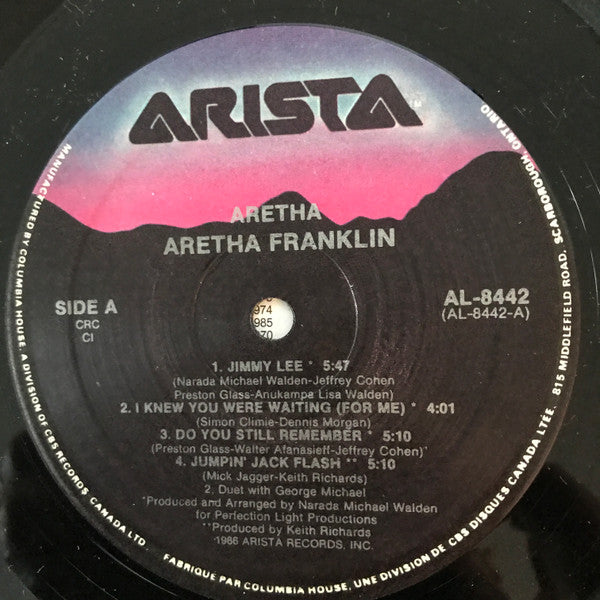 ARISTA
ARETHA
ARETHA FRANKLIN
SIDE A
CRC
CI
974
985
970
AL-8442
(AL-8442-A)
1. JIMMY LEE * 5:47
(Narada Michael Walden-Jeffrey Cohen
Preston Glass-Anukampa Lisa Walden)
2. I KNEW YOU WERE WAITING (FOR ME) * 4:01
(Simon Climie-Dennis Morgan)
3. DO YOU STILL REMEMBER * 5:10
(Preston Glass-Walter Afanasieff-Jeffrey Cohen)
4. JUMPIN' JACK FLASH ** 5:10
(Mick Jagger-Keith Richards)
2. Duet with George Michael
*Produced and Arranged by Narada Michael Walden
for Perfection Light Productions
**Produced by Keith Richards
1986 ARISTA RECORDS, INC.
MANUFACTURED BY COLUMBIA HOUSE, A DIVISION OF CBS RECORDS CANADA LTD.
FABRIQUÉ PAR COLUMBIA HOUSE, UNE DIVISION DE CBS DISQUES CANADA LTÉE.
815 MIDDLEFIELD ROAD, SCARBOROUGH, ONTARIO